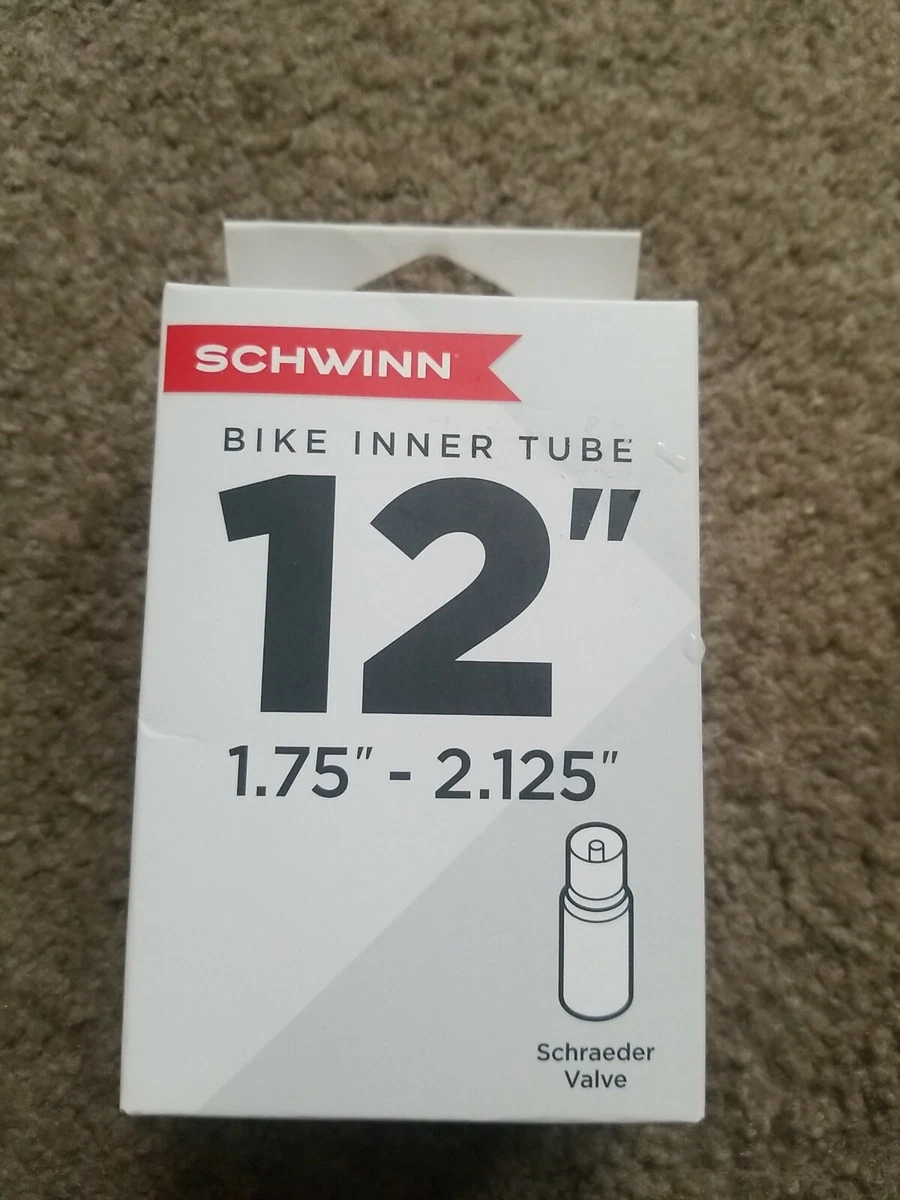 SCHWINN
BIKE INNER TUBE
12"
1.75" - 2.125"
Schraeder
Valve